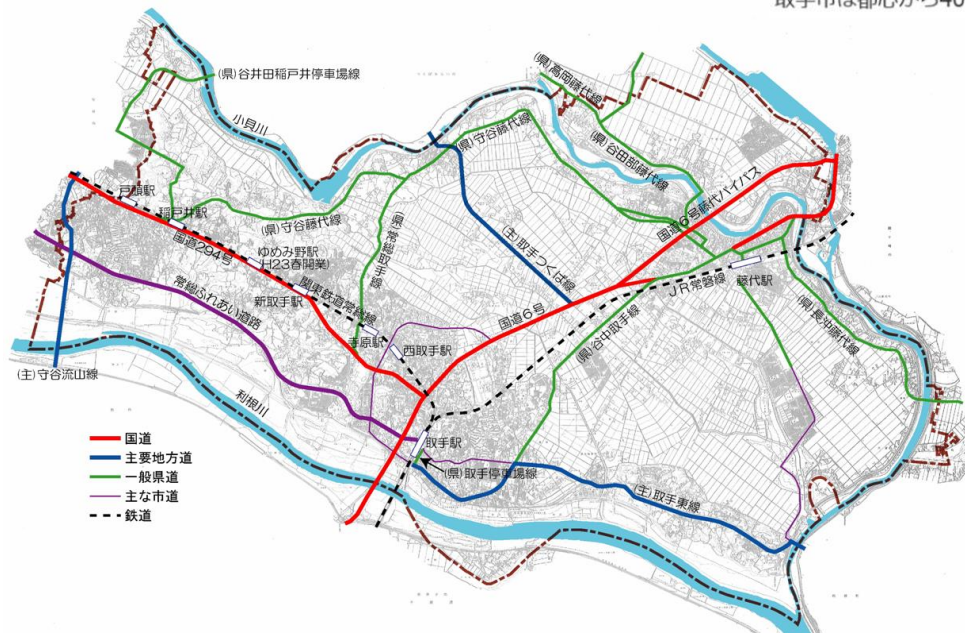 取手市は都心から40
(県)谷井田稲戸井停車場線
小貝川
(県)高岡藤代線
(県)守谷藤代線
(県)谷田部藤代線
国道6号藤代バイパス
戸頭駅
稲戸井駅
(県)守谷藤代線
(県)常総取手線
(主)取手つくば線
国道294号
ゆめみ野駅
(H23春開業)
関東鉄道常総線
新取手駅
常総ふれあい道路
国道6号
JR常磐線
藤代駅
(県)長沖藤代線
寺原駅
西取手駅
(県)谷中取手線
(主)守谷流山線
利根川
取手駅
(県)取手停車場線
(主)取手東線
国道
主要地方道
一般県道
主な市道
鉄道